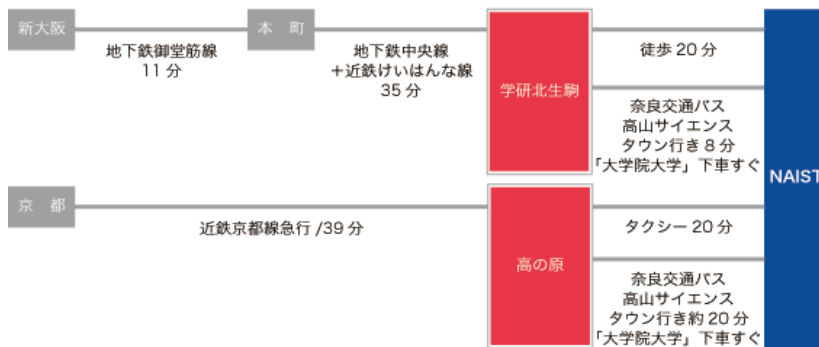 新大阪
地下鉄御堂筋線
11 分
本 町
地下鉄中央線
＋近鉄けいはんな線
35 分
学研北生駒
徒歩 20 分
奈良交通バス
高山サイエンス
タウン行き 8 分
「大学院大学」下車すぐ
NAIST
京 都
近鉄京都線急行 /39 分
高の原
タクシー 20 分
奈良交通バス
高山サイエンス
タウン行き約 20 分
「大学院大学」下車すぐ